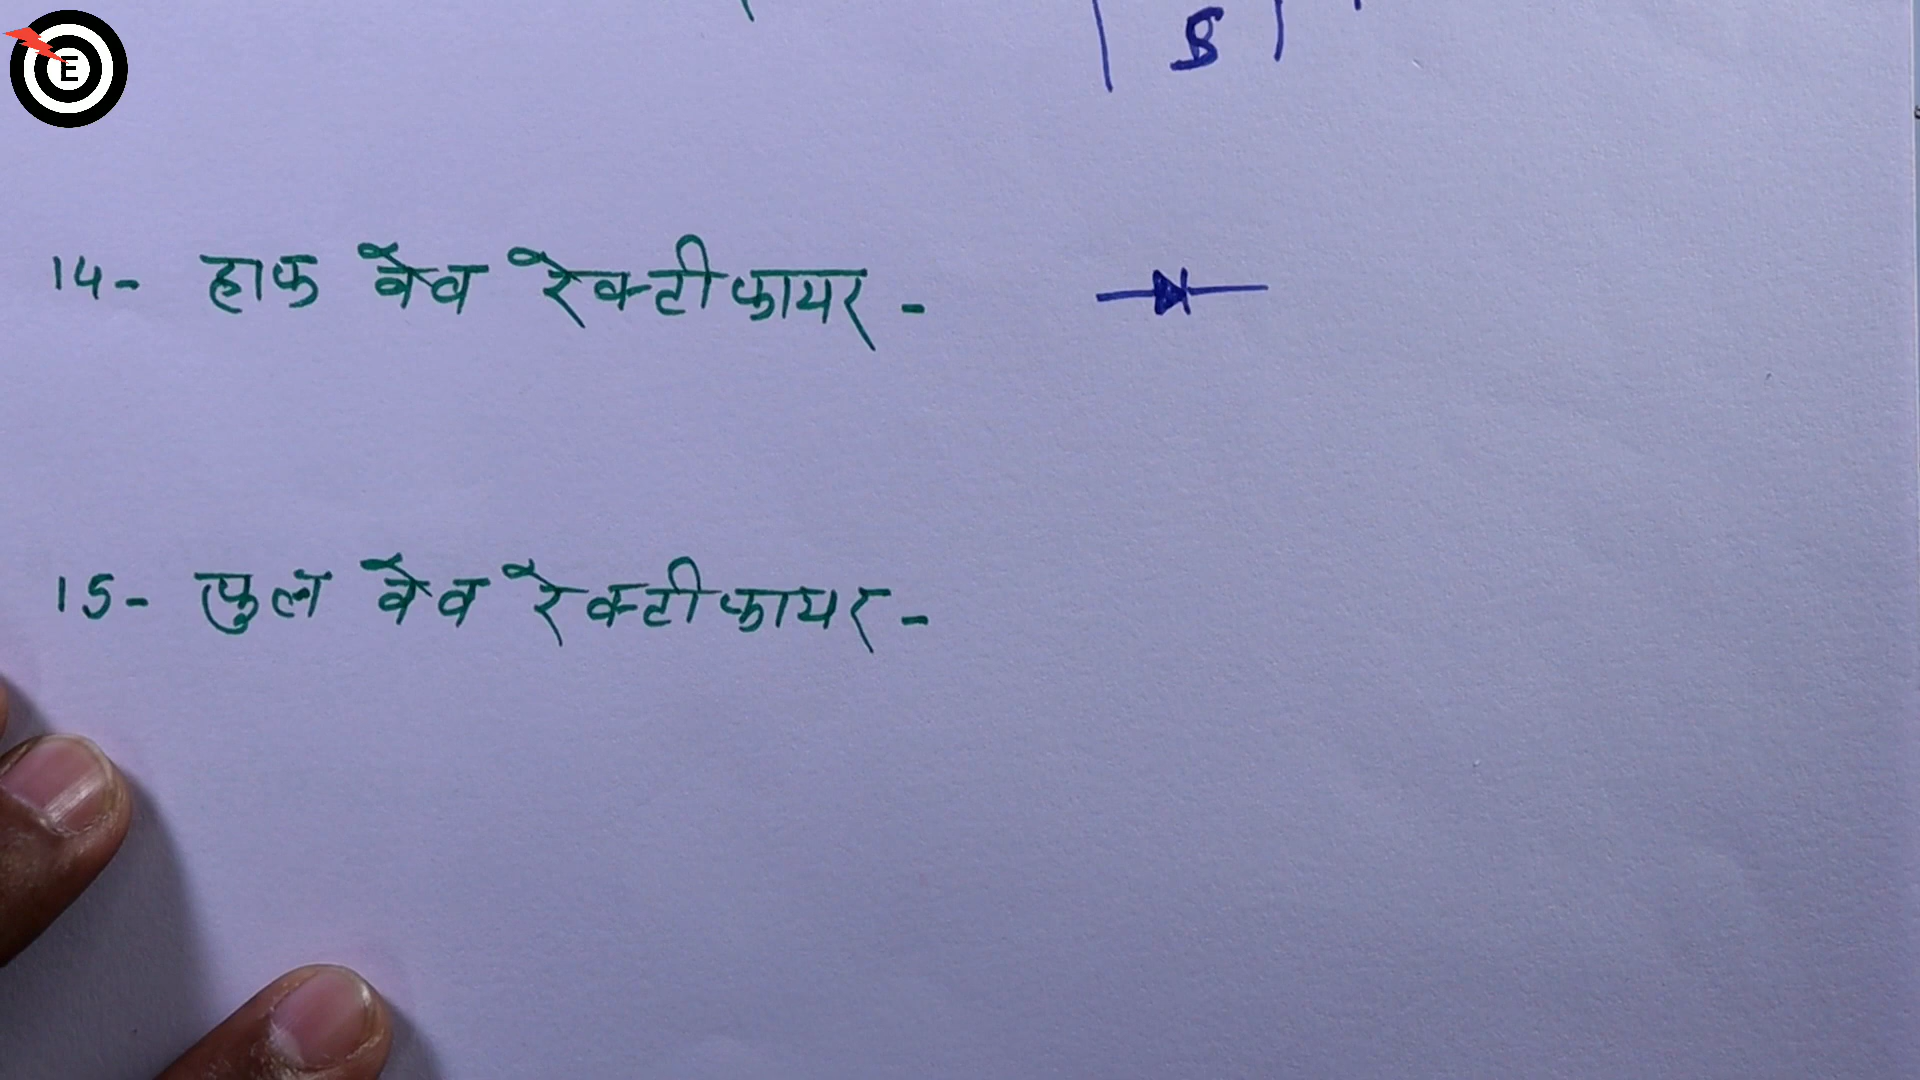 E
S
14- हाफ वेव रेक्टीफायर -
15- फुल वेव रेक्टीफायर -